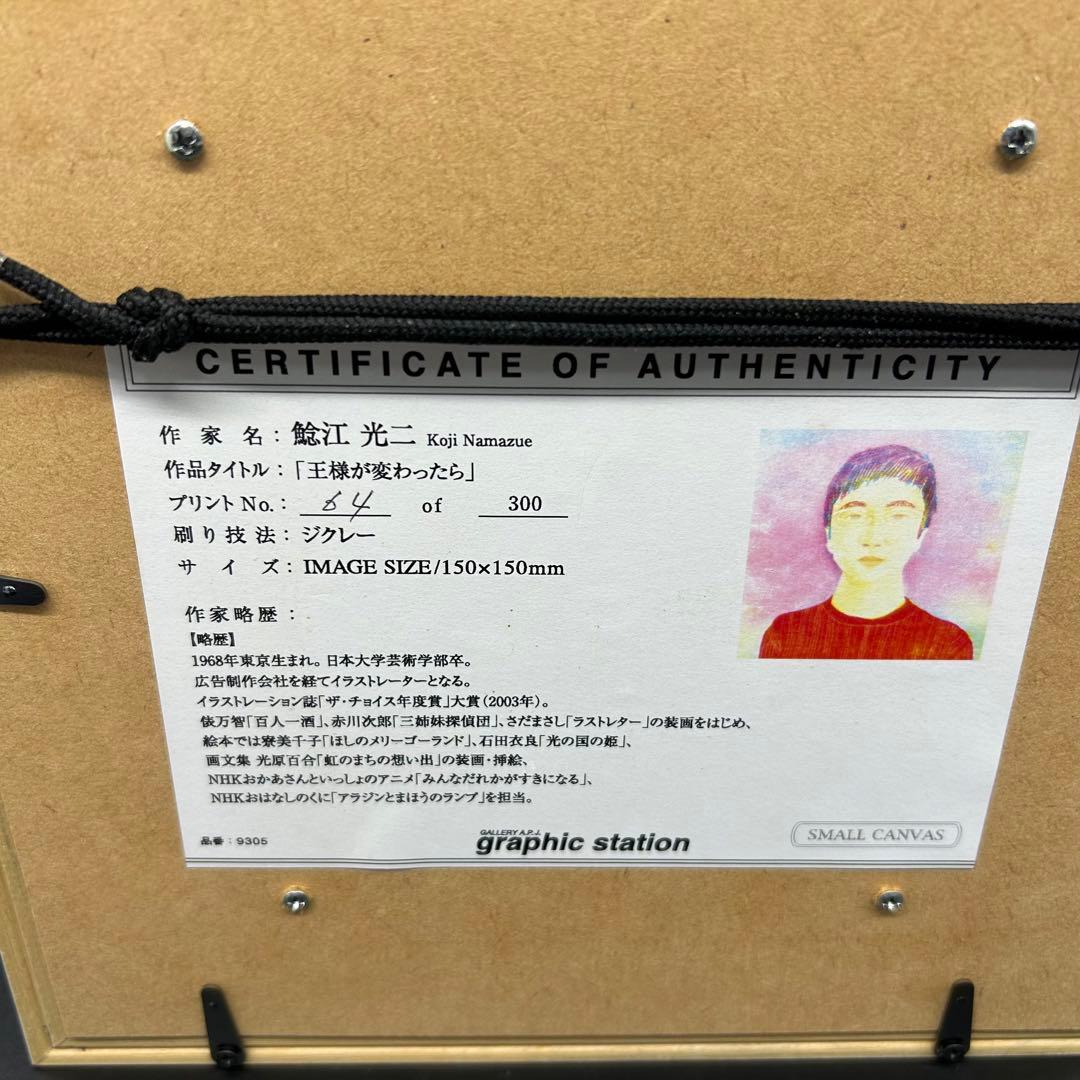 CERTIFICATE OF AUTHENTICITY
作家名：鯰江 光二 Koji Namazue
作品タイトル：「王様が変わったら」
プリント No.： 64 of 300
刷り技法：ジクレー
サイズ：IMAGE SIZE/150×150mm
作家略歴：
【略歴】
1968年東京生まれ。日本大学芸術学部卒。
広告制作会社を経てイラストレーターとなる。
イラストレーション誌「ザ・チョイス年度賞」大賞（2003年）。
俵万智「百人一酒」、赤川次郎「三姉妹探偵団」、さだまさし「ラストレター」の装画をはじめ、
絵本では寮美千子「ほしのメリーゴーランド」、石田衣良「光の国の姫」、
画文集 光原百合「虹のまちの想い出」の装画・挿絵、
NHKおかあさんといっしょのアニメ「みんなだれかがすきになる」、
NHKおはなしのくに「アラジンとまほうのランプ」を担当。
品番：9305
GALLERY A.P.J.
graphic station
SMALL CANVAS